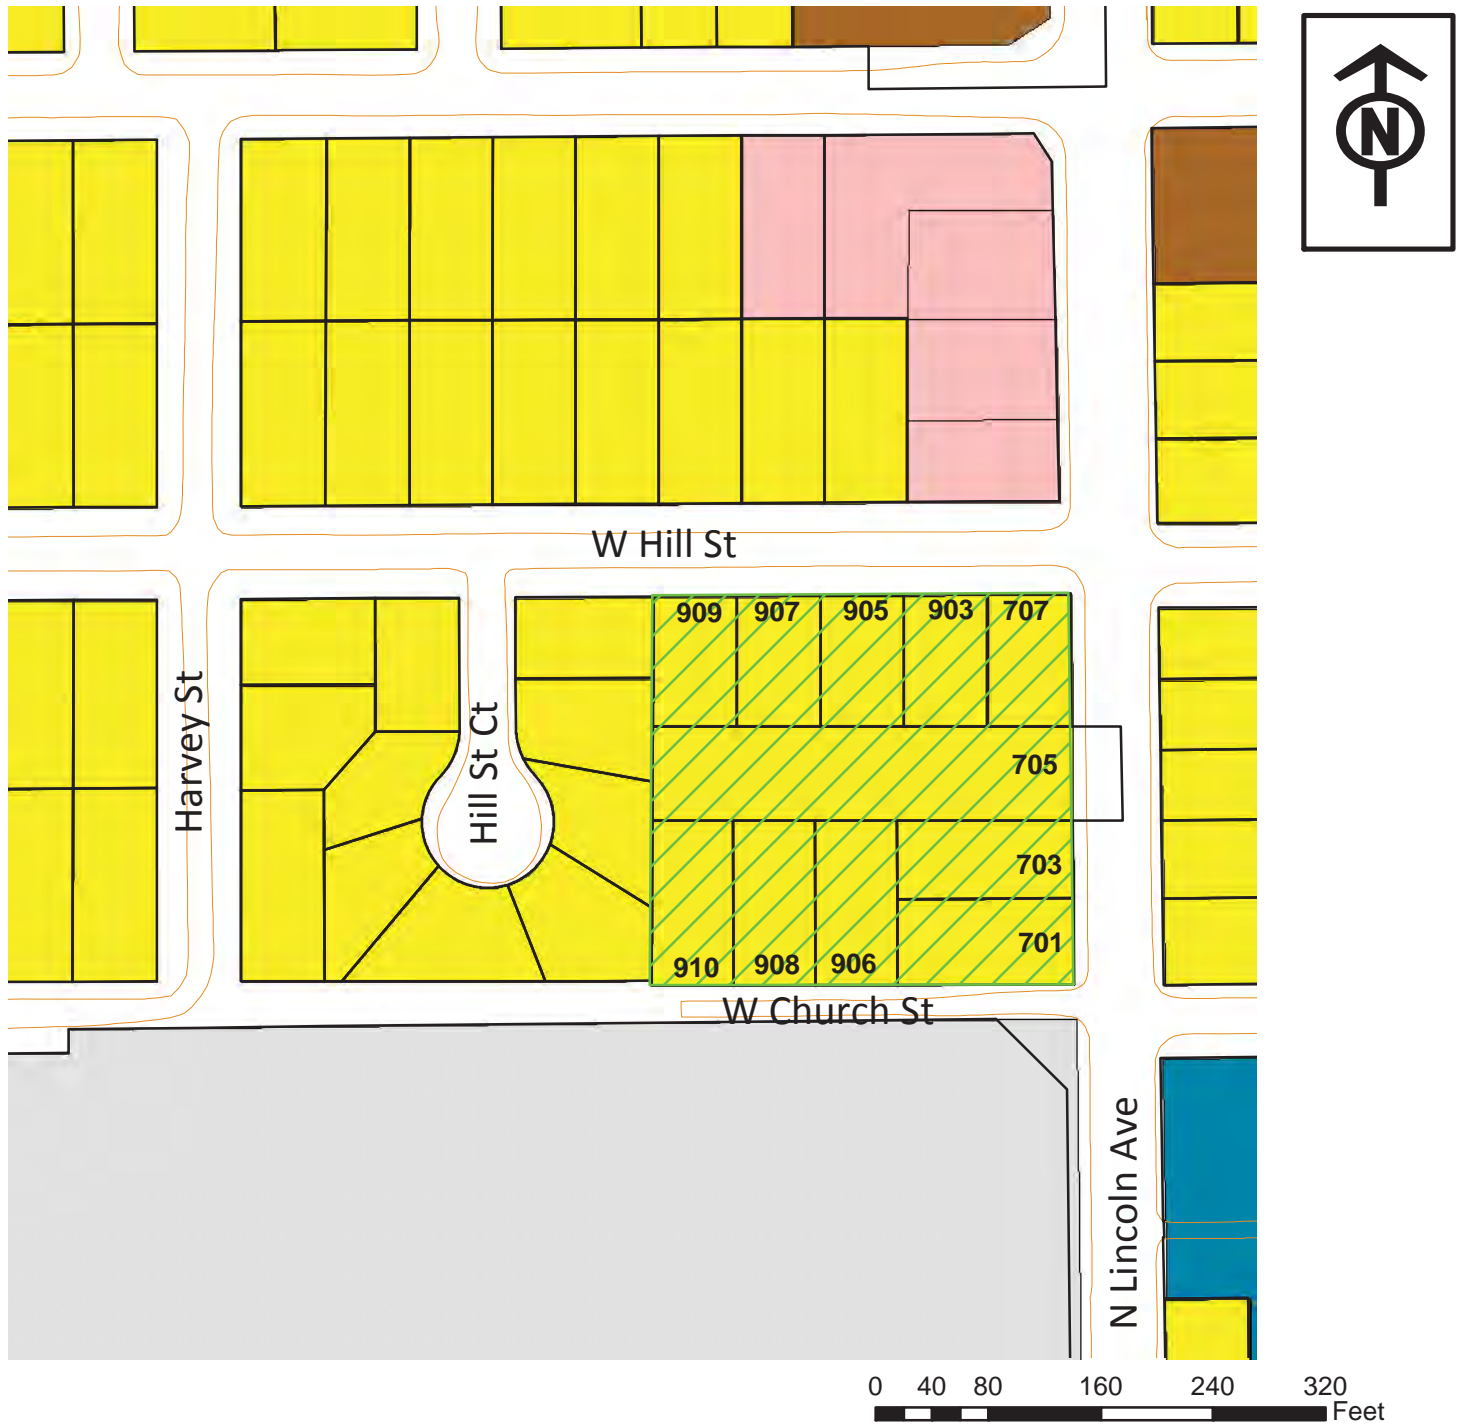 N
W Hill St
909 907 905 903 707
Harvey St
Hill St Ct
705
703
701
910 908 906
W Church St
N Lincoln Ave
0 40 80 160 240 320
Feet